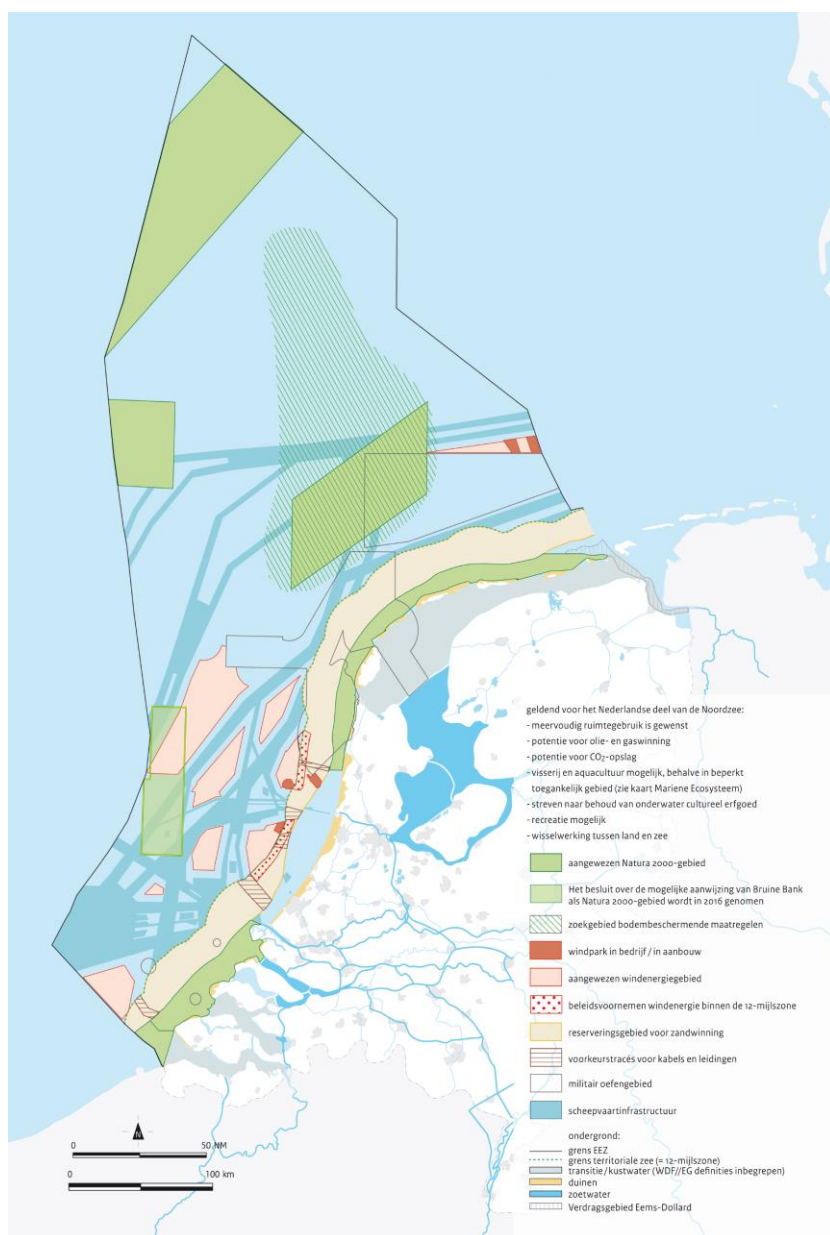 geldend voor het Nederlandse deel van de Noordzee:
- meervoudig ruimtegebruik is gewenst
- potentie voor olie- en gaswinning
- potentie voor CO₂-opslag
- visserij en aquacultuur mogelijk, behalve in beperkt
toegankelijk gebied (zie kaart Mariene Ecosysteem)
- streven naar behoud van onderwater cultureel erfgoed
- recreatie mogelijk
- wisselwerking tussen land en zee
aangewezen Natura 2000-gebied
Het besluit over de mogelijke aanwijzing van Bruine Bank
als Natura 2000-gebied wordt in 2016 genomen
zoekgebied bodembeschermende maatregelen
windpark in bedrijf / in aanbouw
aangewezen windenergiegebied
beleidsvoornemen windenergie binnen de 12-mijlszone
reserveringsgebied voor zandwinning
voorkeurstracés voor kabels en leidingen
militair oefengebied
scheepvaartinfrastructuur
ondergrond:
grens EEZ
grens territoriale zee (= 12-mijlszone)
transitie/kustwater (WDF//EG definities inbegrepen)
duinen
zoetwater
Verdragsgebied Eems-Dollard
N
0 50 NM
0 100 km